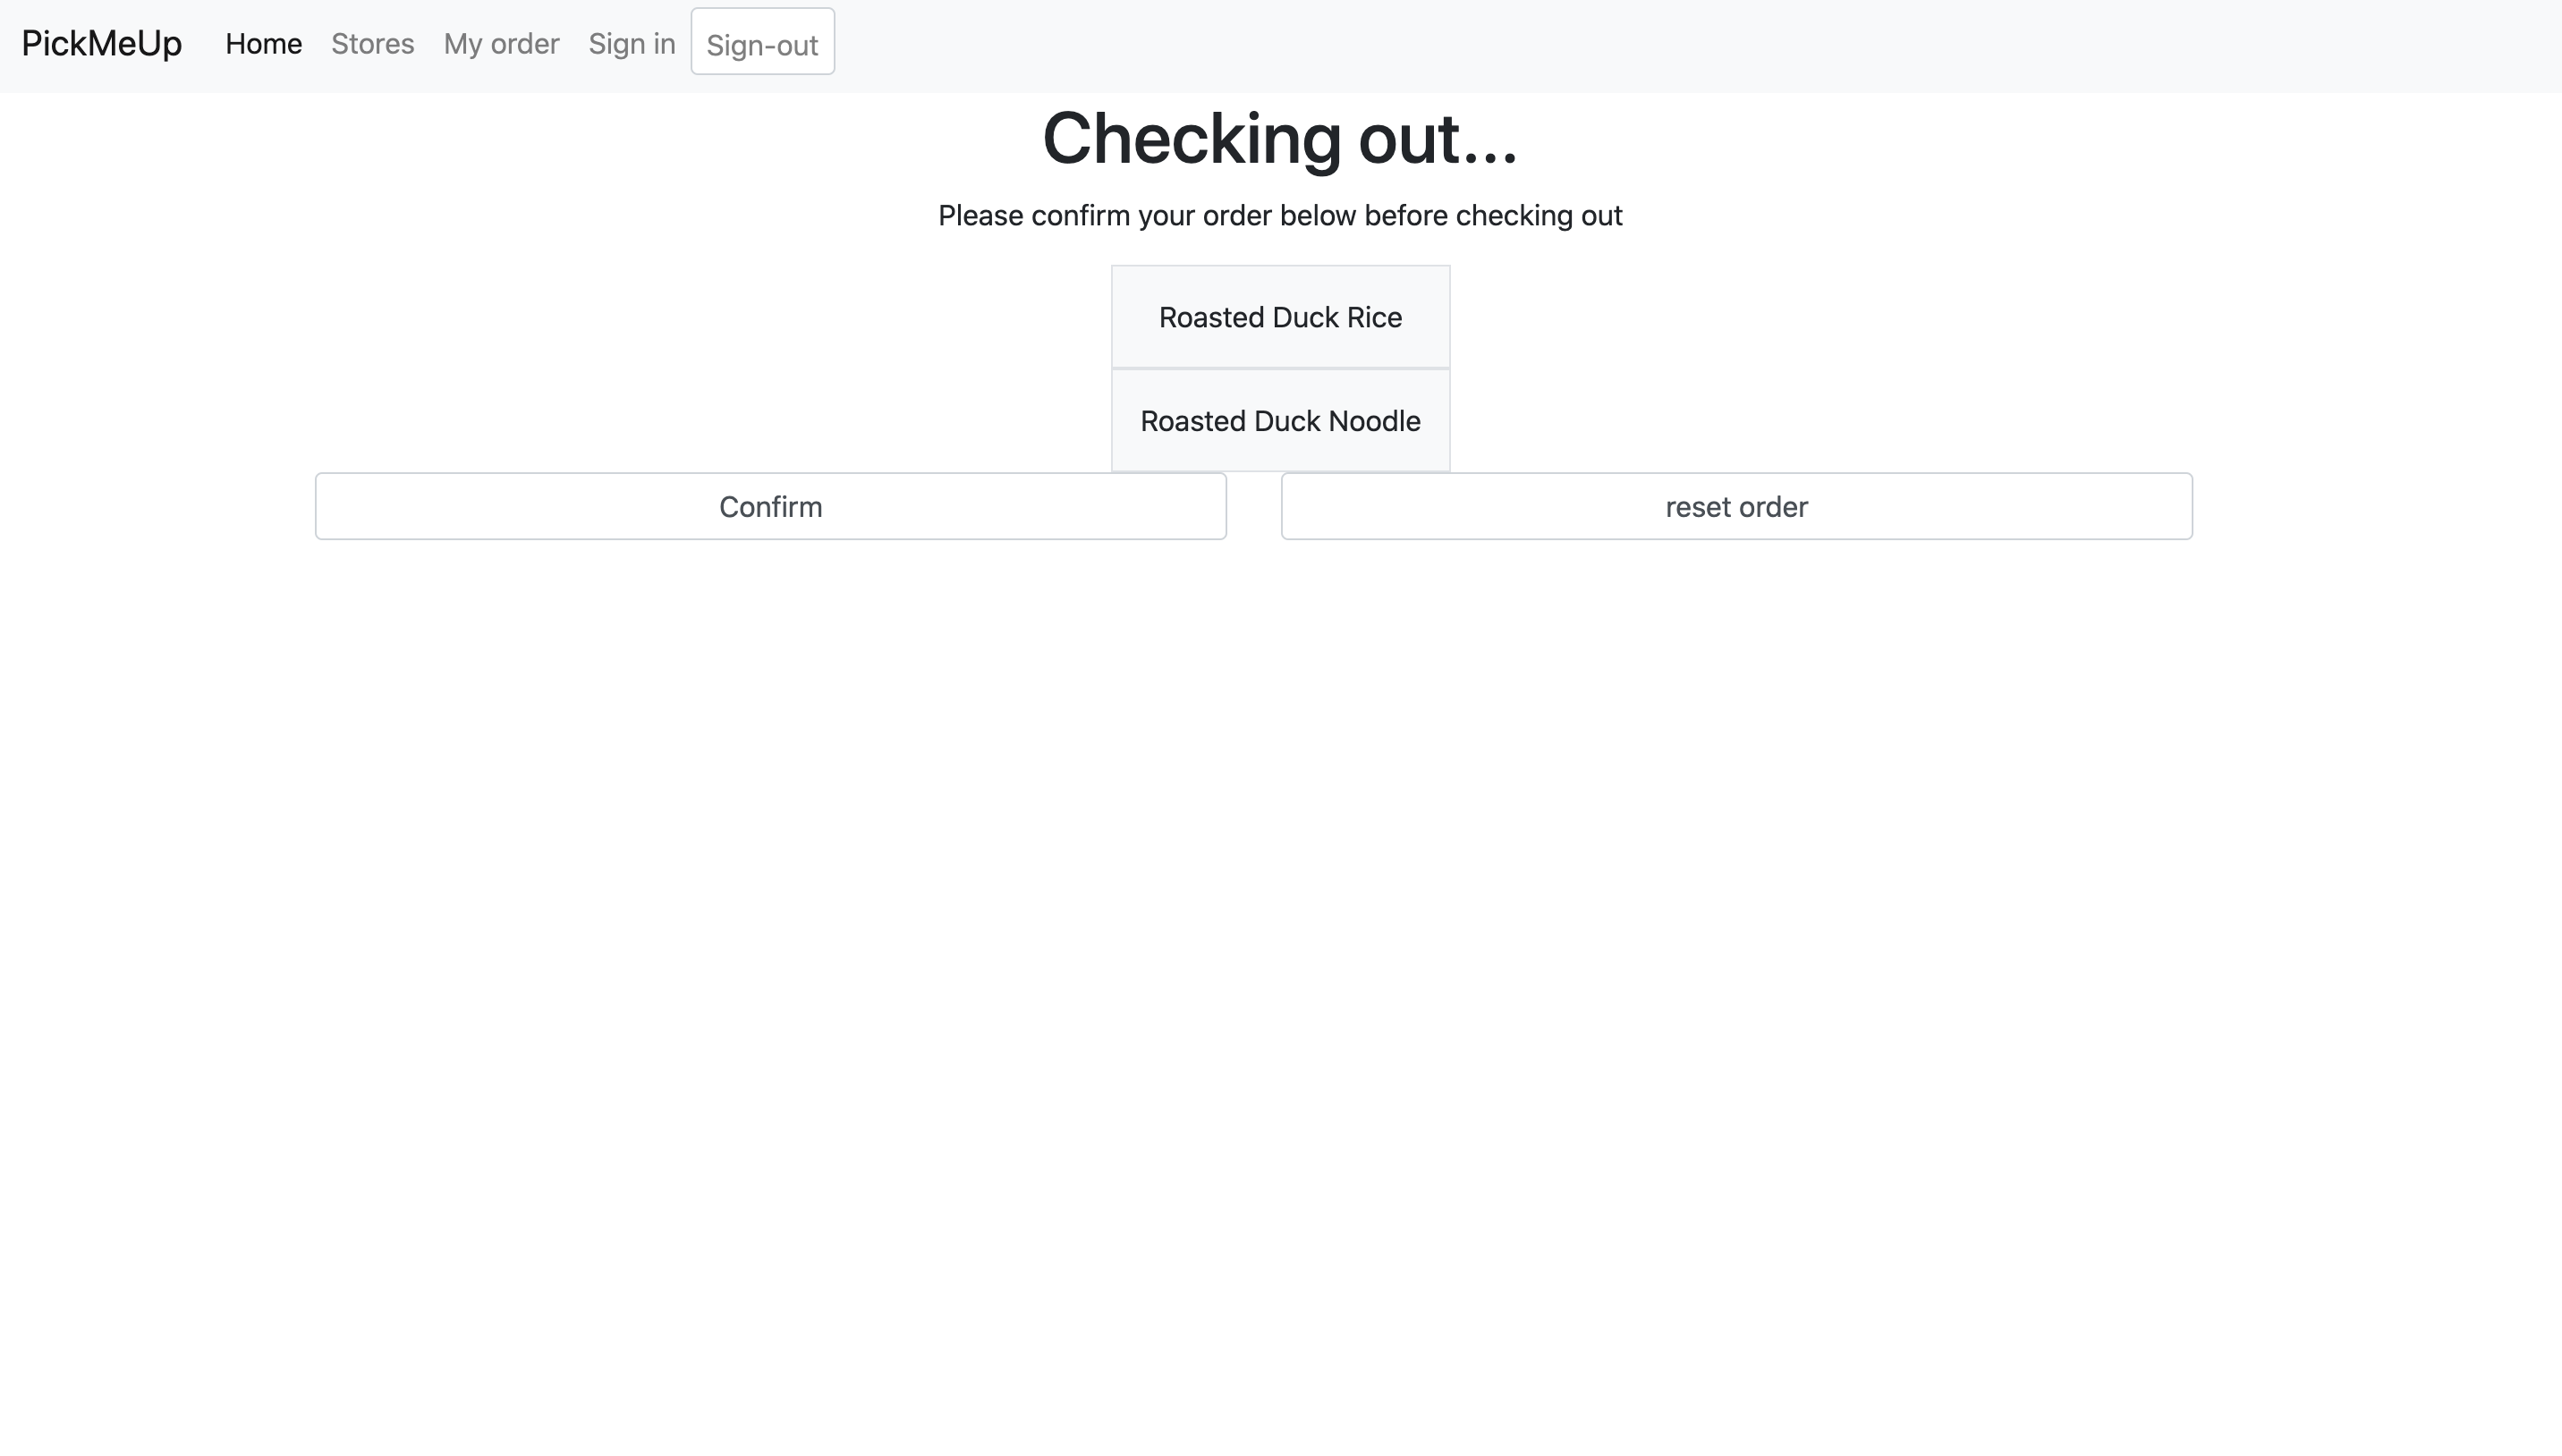 PickMeUp Home Stores My order Sign in Sign-out
Checking out...
Please confirm your order below before checking out
Roasted Duck Rice
Roasted Duck Noodle
Confirm reset order